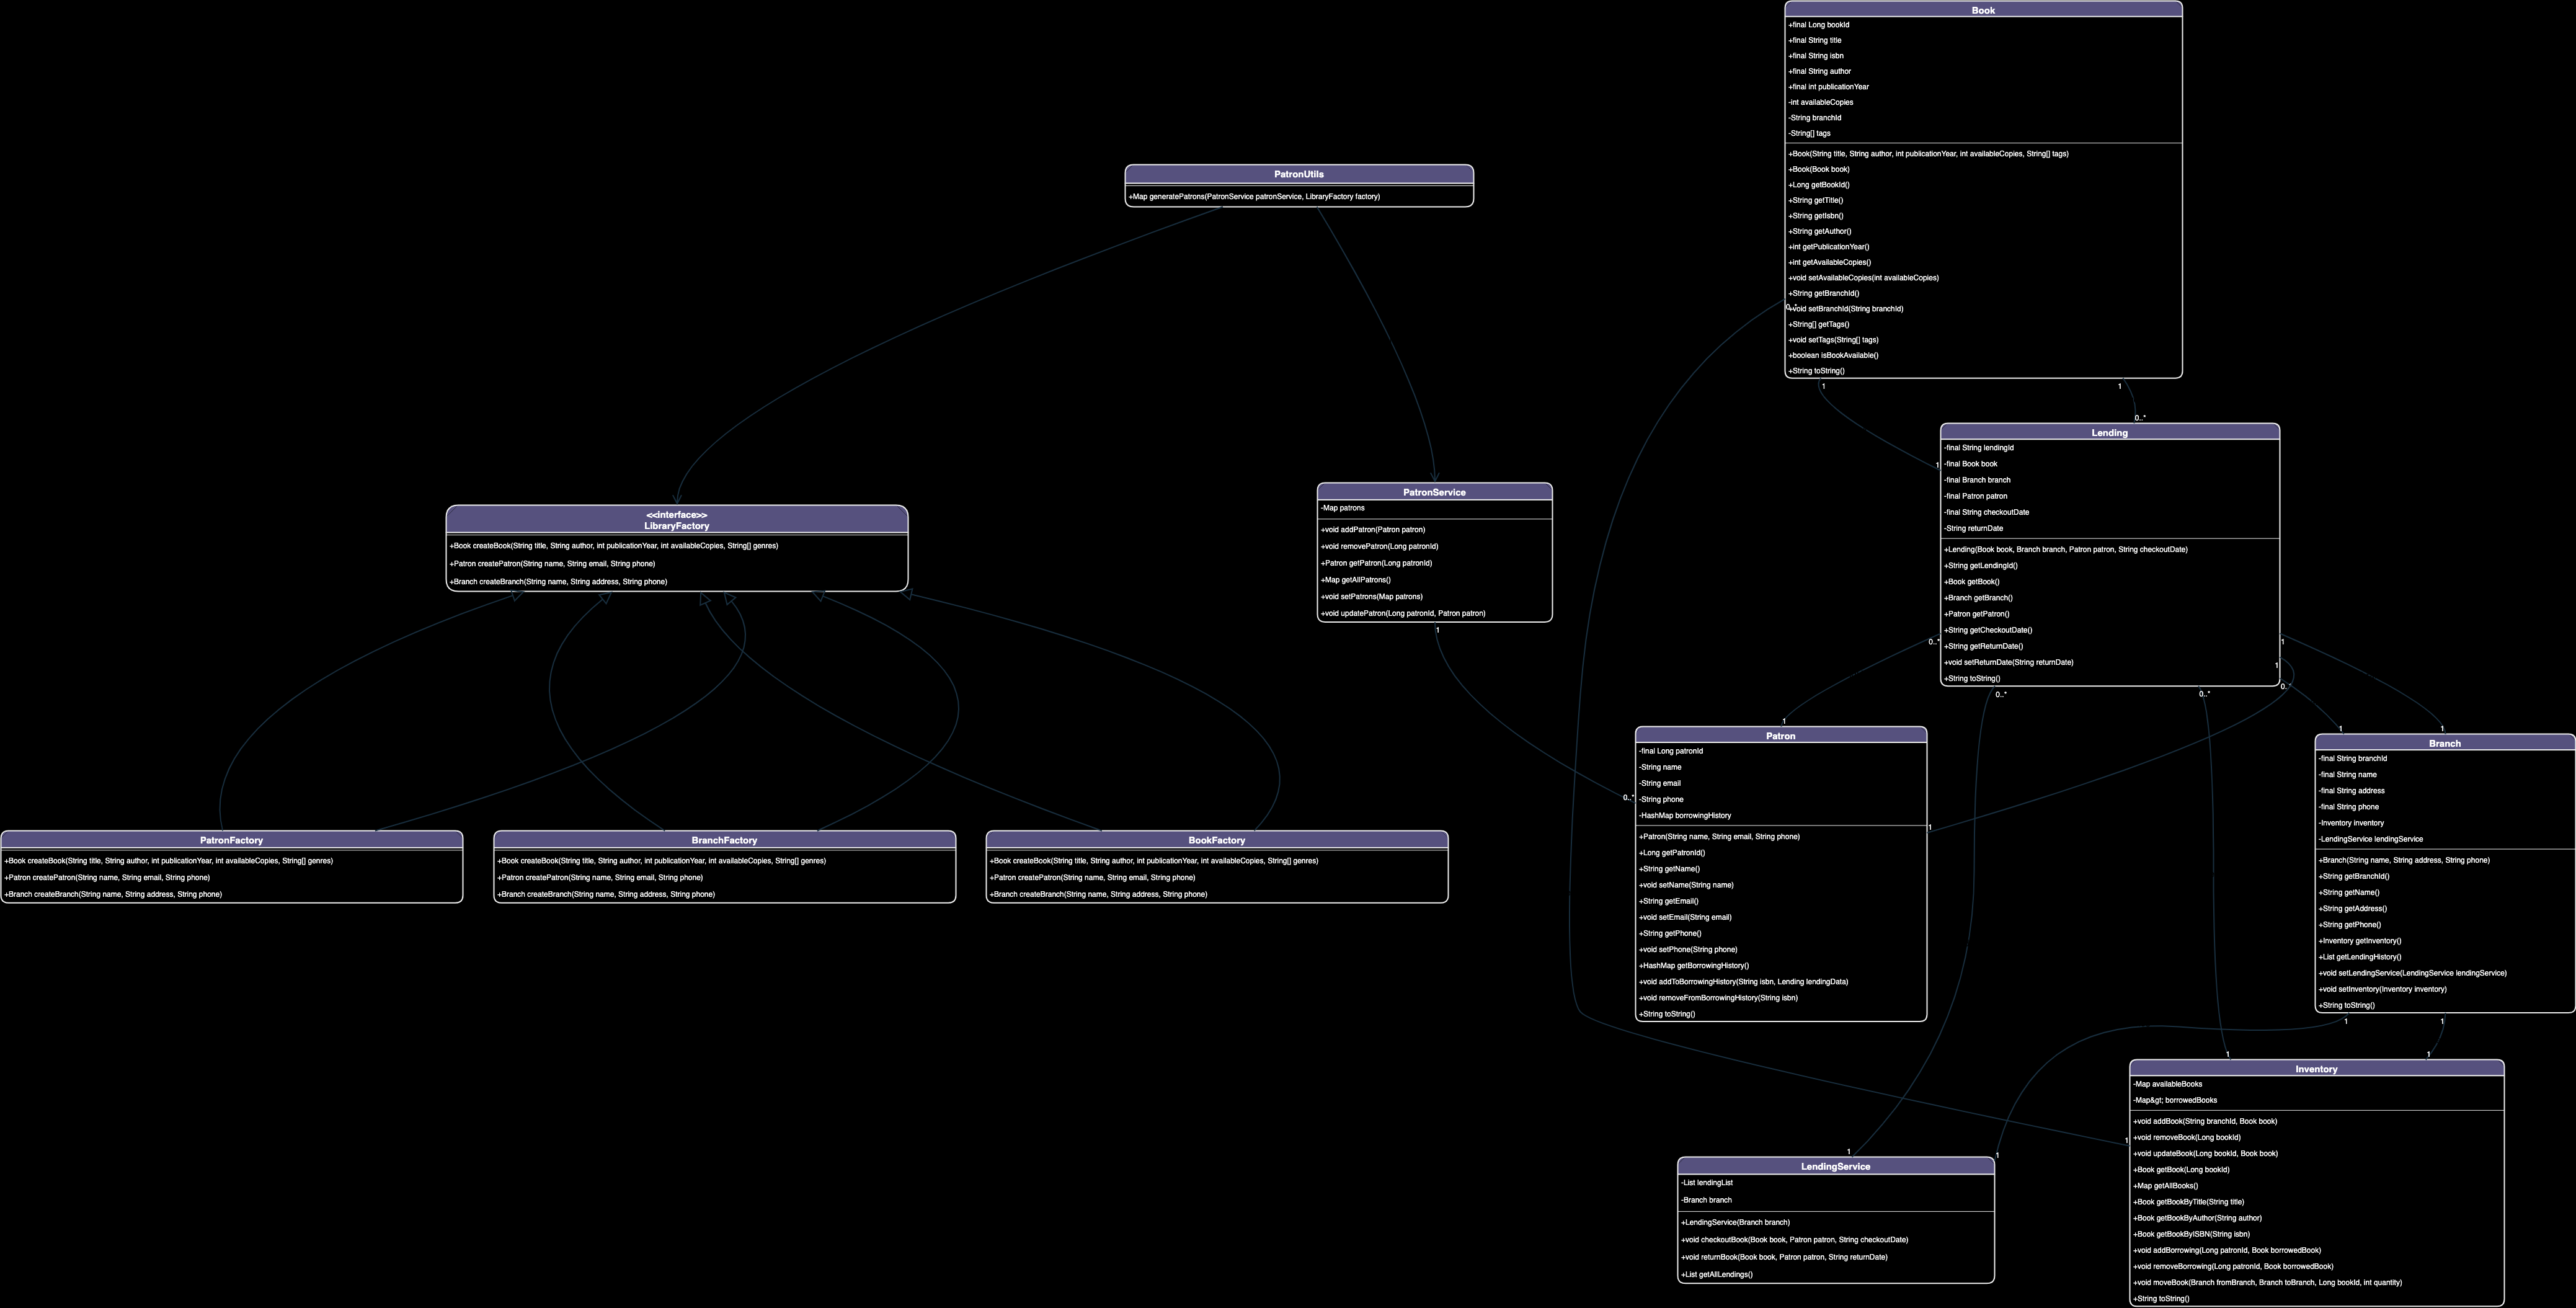 Book
+final Long bookId
+final String title
+final String isbn
+final String author
+final int publicationYear
-int availableCopies
-String branchId
-String[] tags
+Book(String title, String author, int publicationYear, int availableCopies, String[] tags)
+Book(Book book)
+Long getBookId()
+String getTitle()
+String getIsbn()
+String getAuthor()
+int getPublicationYear()
+int getAvailableCopies()
+void setAvailableCopies(int availableCopies)
+String getBranchId()
0..*
+void setBranchId(String branchId)
+String[] getTags()
+void setTags(String[] tags)
+boolean isBookAvailable()
+String toString()
1
1
PatronUtils
+Map generatePatrons(PatronService patronService, LibraryFactory factory)
0..*
1
Lending
-final String lendingId
-final Book book
-final Branch branch
-final Patron patron
-final String checkoutDate
-String returnDate
+Lending(Book book, Branch branch, Patron patron, String checkoutDate)
+String getLendingId()
+Book getBook()
+Branch getBranch()
+Patron getPatron()
+String getCheckoutDate()
+String getReturnDate()
+void setReturnDate(String returnDate)
+String toString()
0..*
1
1
0..*
0..*
0..*
PatronService
-Map patrons
+void addPatron(Patron patron)
+void removePatron(Long patronId)
+Patron getPatron(Long patronId)
+Map getAllPatrons()
+void setPatrons(Map patrons)
+void updatePatron(Long patronId, Patron patron)
1
<<interface>>
LibraryFactory
+Book createBook(String title, String author, int publicationYear, int availableCopies, String[] genres)
+Patron createPatron(String name, String email, String phone)
+Branch createBranch(String name, String address, String phone)
1
0..*
1
Patron
-final Long patronId
-String name
-String email
-String phone
-HashMap borrowingHistory
+Patron(String name, String email, String phone)
+Long getPatronId()
+String getName()
+void setName(String name)
+String getEmail()
+void setEmail(String email)
+String getPhone()
+void setPhone(String phone)
+HashMap getBorrowingHistory()
+void addToBorrowingHistory(String isbn, Lending lendingData)
+void removeFromBorrowingHistory(String isbn)
+String toString()
1
1
Branch
-final String branchId
-final String name
-final String address
-final String phone
-Inventory inventory
-LendingService lendingService
+Branch(String name, String address, String phone)
+String getBranchId()
+String getName()
+String getAddress()
+String getPhone()
+Inventory getInventory()
+List getLendingHistory()
+void setLendingService(LendingService lendingService)
+void setInventory(Inventory inventory)
+String toString()
1
1
PatronFactory
+Book createBook(String title, String author, int publicationYear, int availableCopies, String[] genres)
+Patron createPatron(String name, String email, String phone)
+Branch createBranch(String name, String address, String phone)
BranchFactory
+Book createBook(String title, String author, int publicationYear, int availableCopies, String[] genres)
+Patron createPatron(String name, String email, String phone)
+Branch createBranch(String name, String address, String phone)
BookFactory
+Book createBook(String title, String author, int publicationYear, int availableCopies, String[] genres)
+Patron createPatron(String name, String email, String phone)
+Branch createBranch(String name, String address, String phone)
1
1
LendingService
-List lendingList
-Branch branch
+LendingService(Branch branch)
+void checkoutBook(Book book, Patron patron, String checkoutDate)
+void returnBook(Book book, Patron patron, String returnDate)
+List getAllLendings()
1
1
1
Inventory
-Map availableBooks
-Map&gt; borrowedBooks
+void addBook(String branchId, Book book)
+void removeBook(Long bookId)
+void updateBook(Long bookId, Book book)
+Book getBook(Long bookId)
+Map getAllBooks()
+Book getBookByTitle(String title)
+Book getBookByAuthor(String author)
+Book getBookByISBN(String isbn)
+void addBorrowing(Long patronId, Book borrowedBook)
+void removeBorrowing(Long patronId, Book borrowedBook)
+void moveBook(Branch fromBranch, Branch toBranch, Long bookId, int quantity)
+String toString()